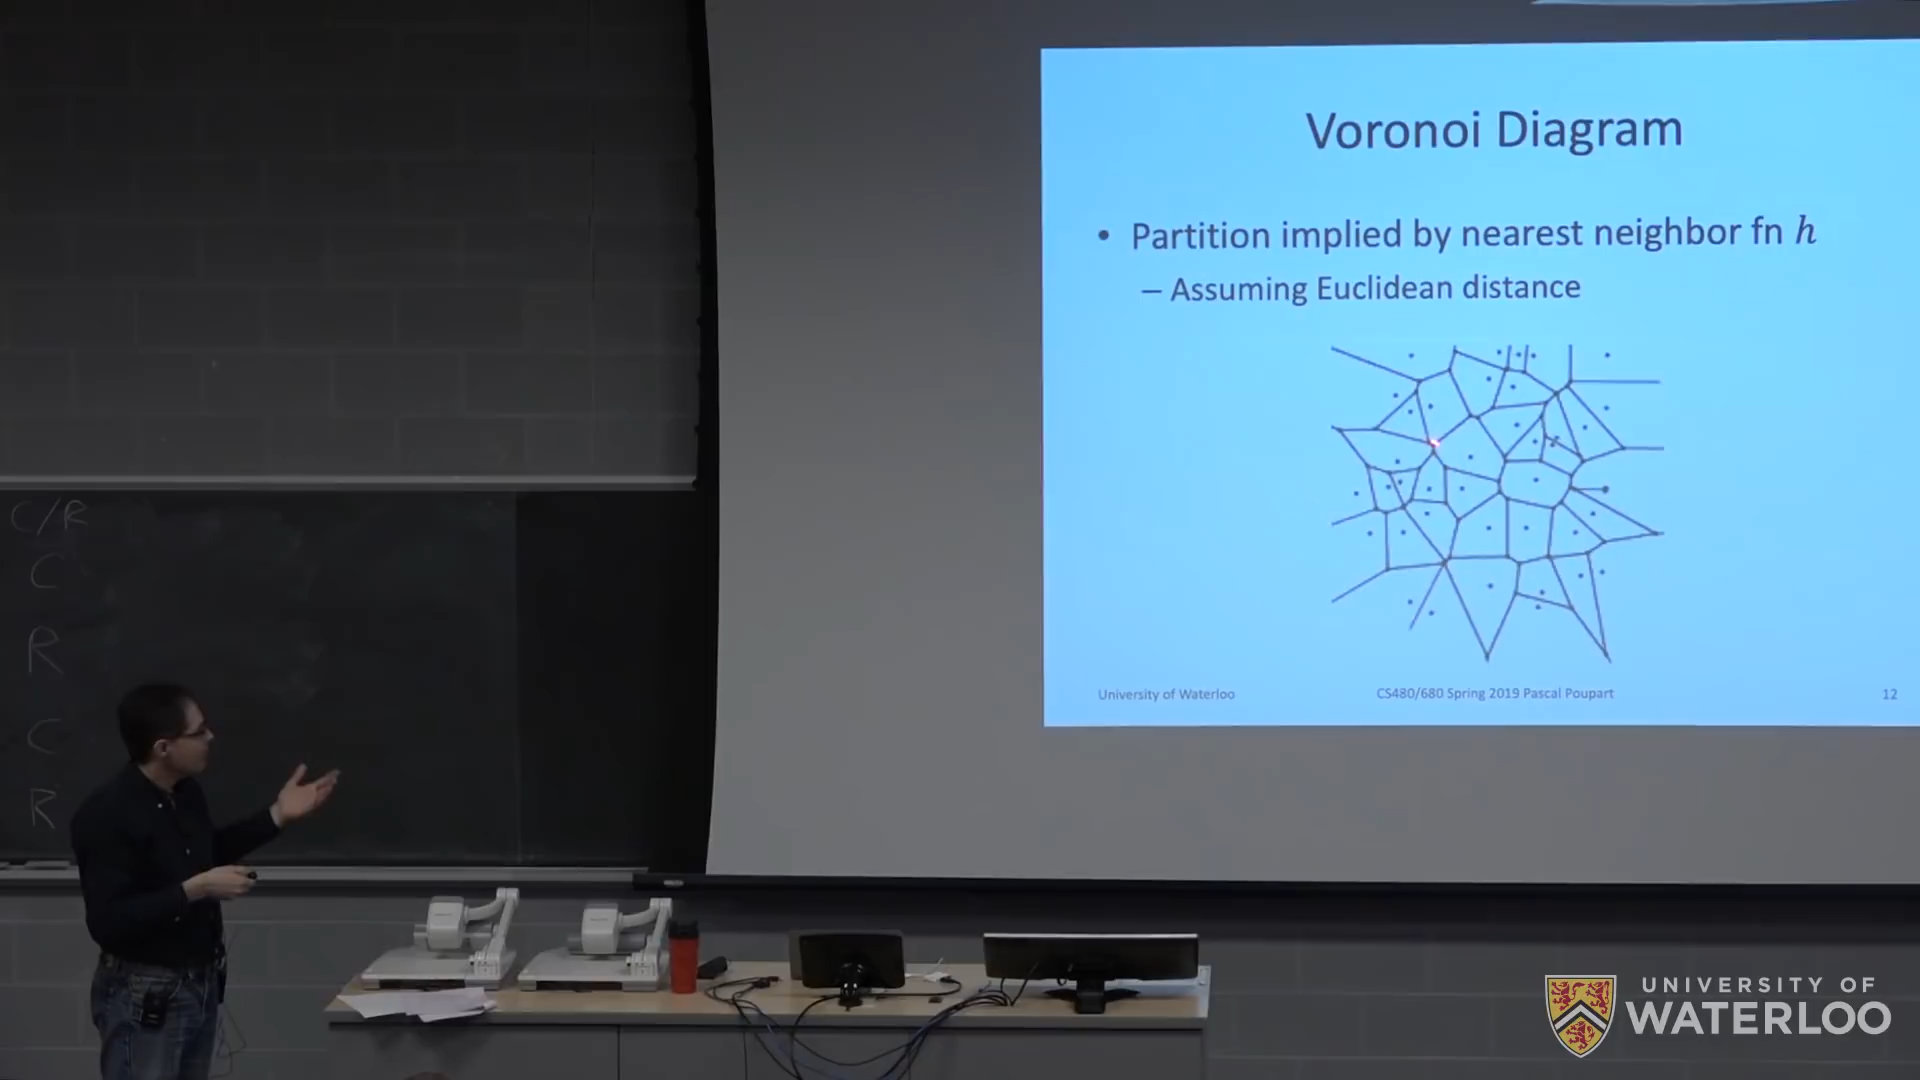 Voronoi Diagram
• Partition implied by nearest neighbor fn h
– Assuming Euclidean distance
University of Waterloo
CS480/680 Spring 2019 Pascal Poupart
12
C/R
C
R
C
R
UNIVERSITY OF
WATERLOO